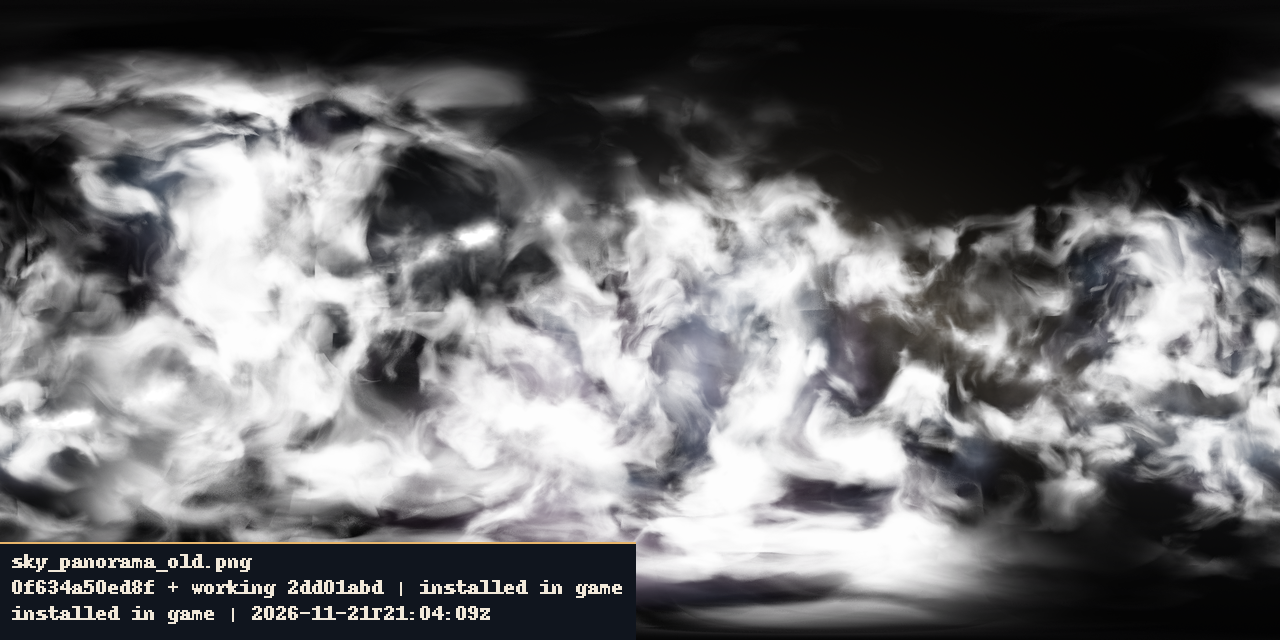 sky_panorama_old.png
0f634a50ed8f + working 2dd01abd | installed in game
installed in game | 2026-11-21T21:04:09Z